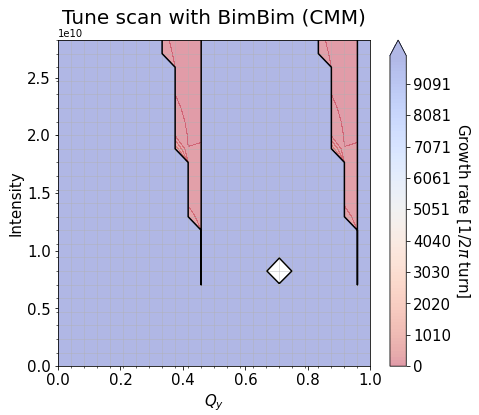 Tune scan with BimBim (CMM)
1e10
2.5
2.0
1.5
1.0
0.5
0.0
Intensity
0.0 0.2 0.4 0.6 0.8 1.0
Q_y
9091
8081
7071
6061
5051
4040
3030
2020
1010
0
Growth rate [1/2π turn]